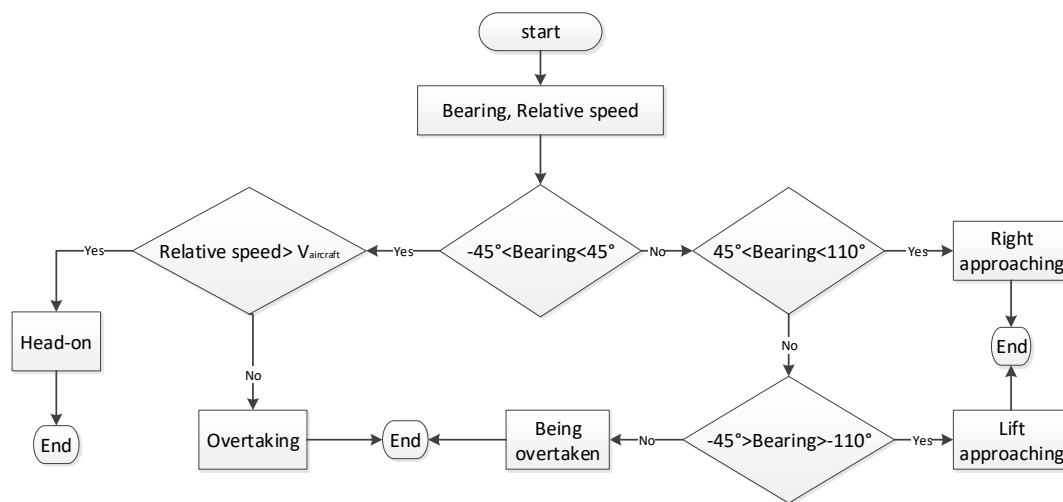 start
Bearing, Relative speed
Relative speed> Vaircraft
Yes
-45°<Bearing<45°
No
45°<Bearing<110°
Yes
Right
approaching
Yes
Head-on
End
No
Overtaking
End
No
End
Being
overtaken
No
-45°>Bearing>-110°
Yes
Lift
approaching